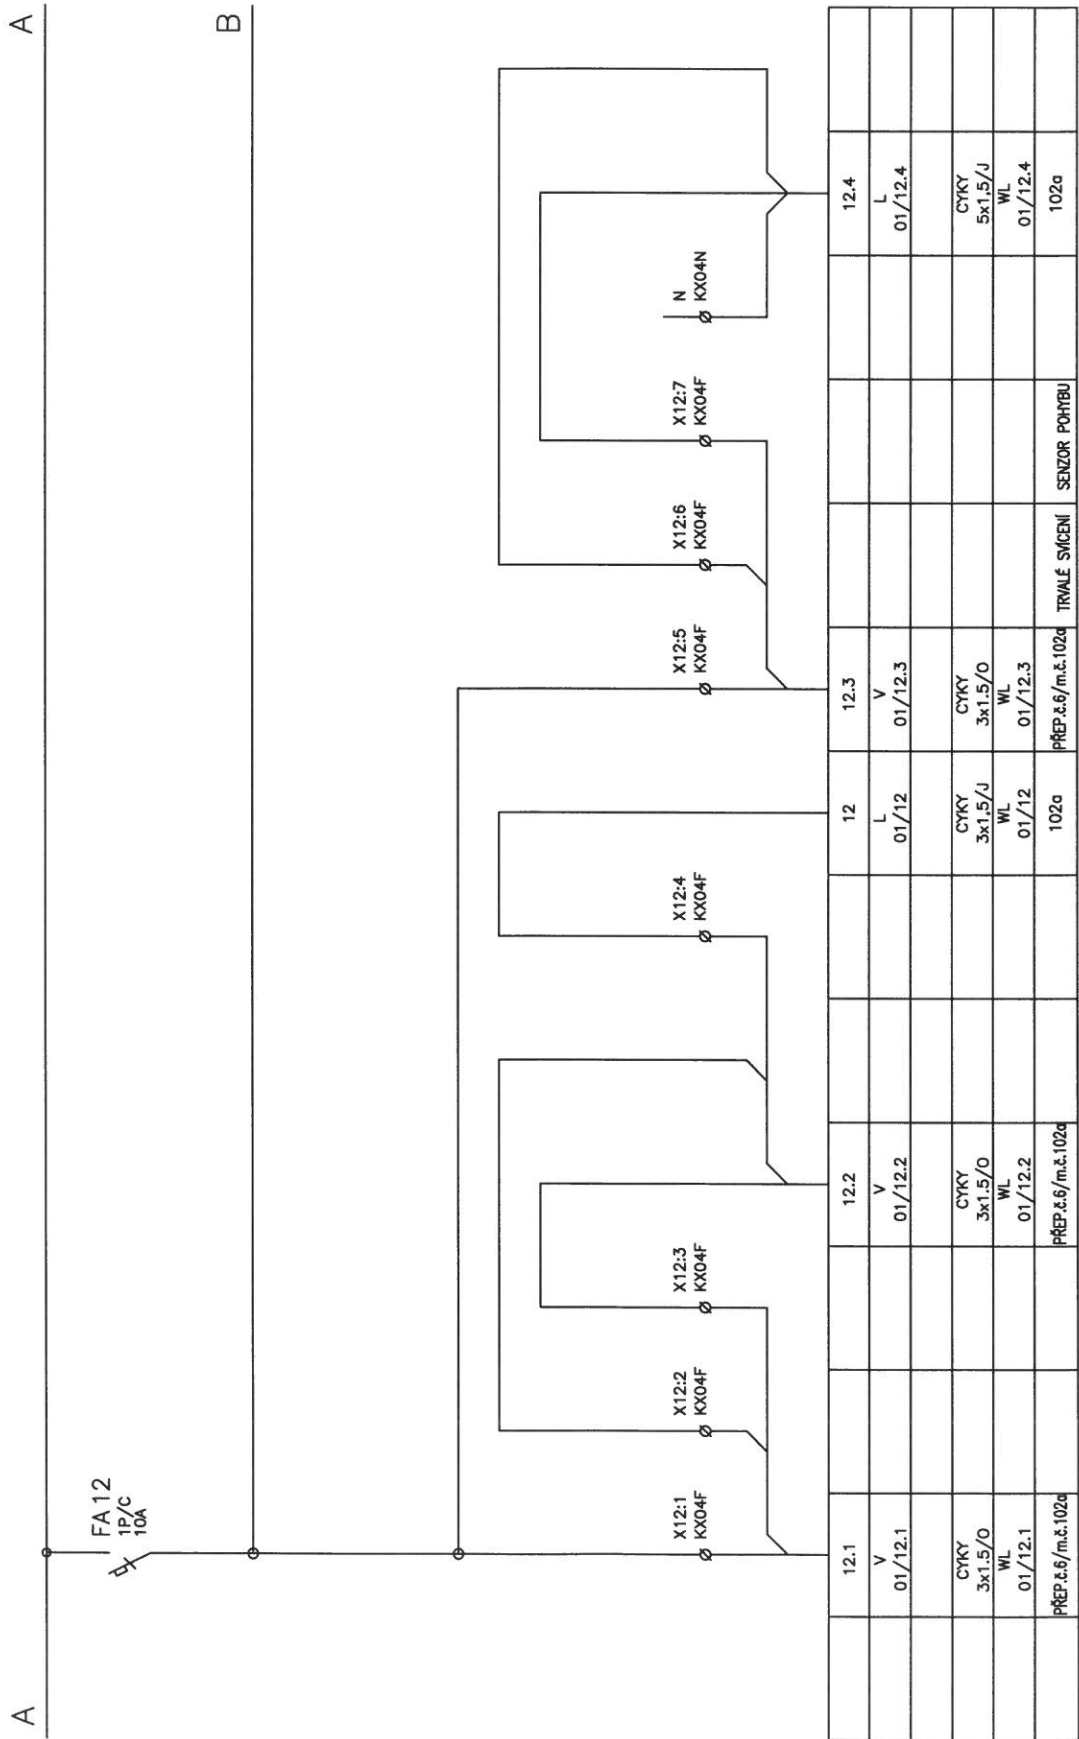 A
A
B
FA12
1P/C
10A
X12:1
KX04F
X12:2
KX04F
X12:3
KX04F
X12:4
KX04F
X12:5
KX04F
X12:6
KX04F
X12:7
KX04F
N
KX04N
12.1
12.2
12
12.3
12.4
V
01/12.1
V
01/12.2
L
01/12
V
01/12.3
L
01/12.4
CYKY
3x1.5/O
CYKY
3x1.5/O
CYKY
3x1,5/J
CYKY
3x1.5/O
CYKY
5x1,5/J
WL
01/12.1
WL
01/12.2
WL
01/12
WL
01/12.3
WL
01/12.4
PŘEP.č.6/m.č.102a
PŘEP.č.6/m.č.102a
102a
PŘEP.č.6/m.č.102a
TRVALÉ SVÍCENÍ
SENZOR POHYBU
102a